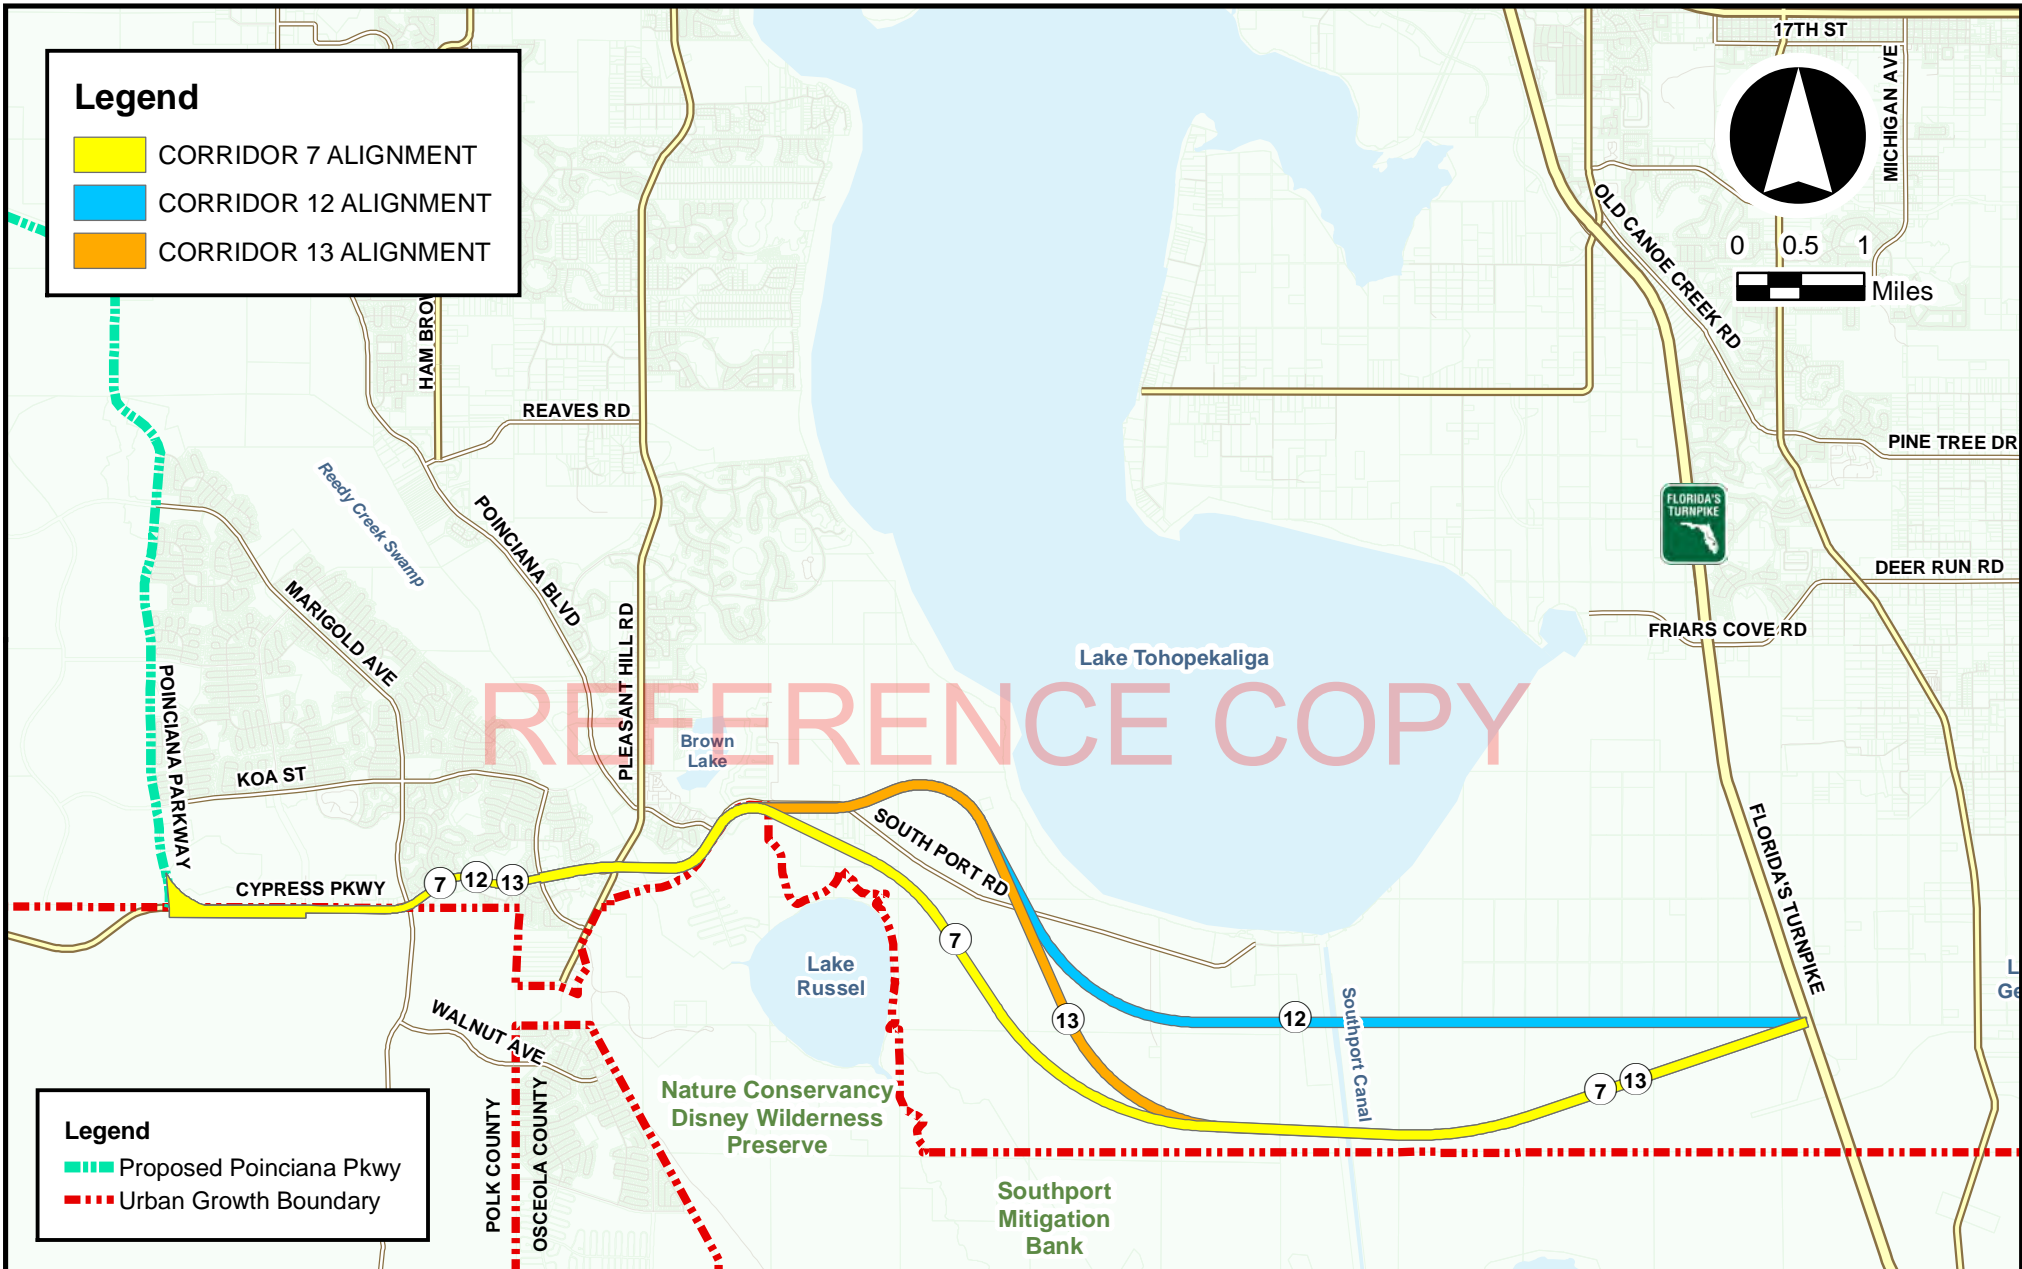 Legend
CORRIDOR 7 ALIGNMENT
CORRIDOR 12 ALIGNMENT
CORRIDOR 13 ALIGNMENT
17TH ST
MICHIGAN AVE
0 0.5 1
Miles
OLD CANOE CREEK RD
HAM BROW
REAVES RD
PINE TREE DR
Reedy Creek Swamp
POINCIANA BLVD
FLORIDA'S
TURNPIKE
DEER RUN RD
MARIGOLD AVE
PLEASANT HILL RD
FRIARS COVE RD
Lake Tohopekaliga
POINCIANA PARKWAY
REFERENCE COPY
Brown
Lake
KOA ST
SOUTH PORT RD
FLORIDA'S TURNPIKE
CYPRESS PKWY
7
12
13
7
Lake
Russel
L
Ge
13
12
Southport Canal
WALNUT AVE
7
13
Nature Conservancy
Disney Wilderness
Preserve
POLK COUNTY
OSCEOLA COUNTY
Legend
Proposed Poinciana Pkwy
Urban Growth Boundary
Southport
Mitigation
Bank